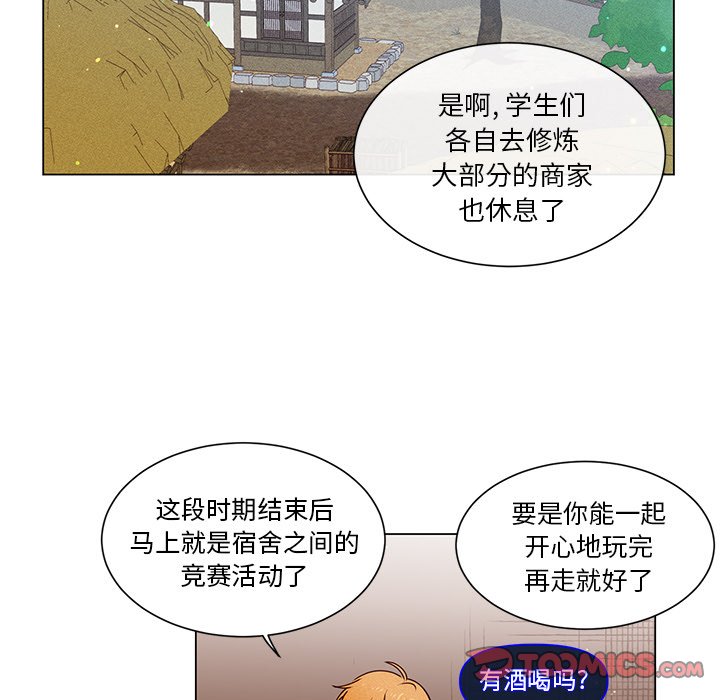 是啊，学生们
各自去修炼
大部分的商家
也休息了
这段时期结束后
马上就是宿舍之间的
竞赛活动了
要是你能一起
开心地玩完
再走就好了
有酒喝吗？
TOOMICS.COM